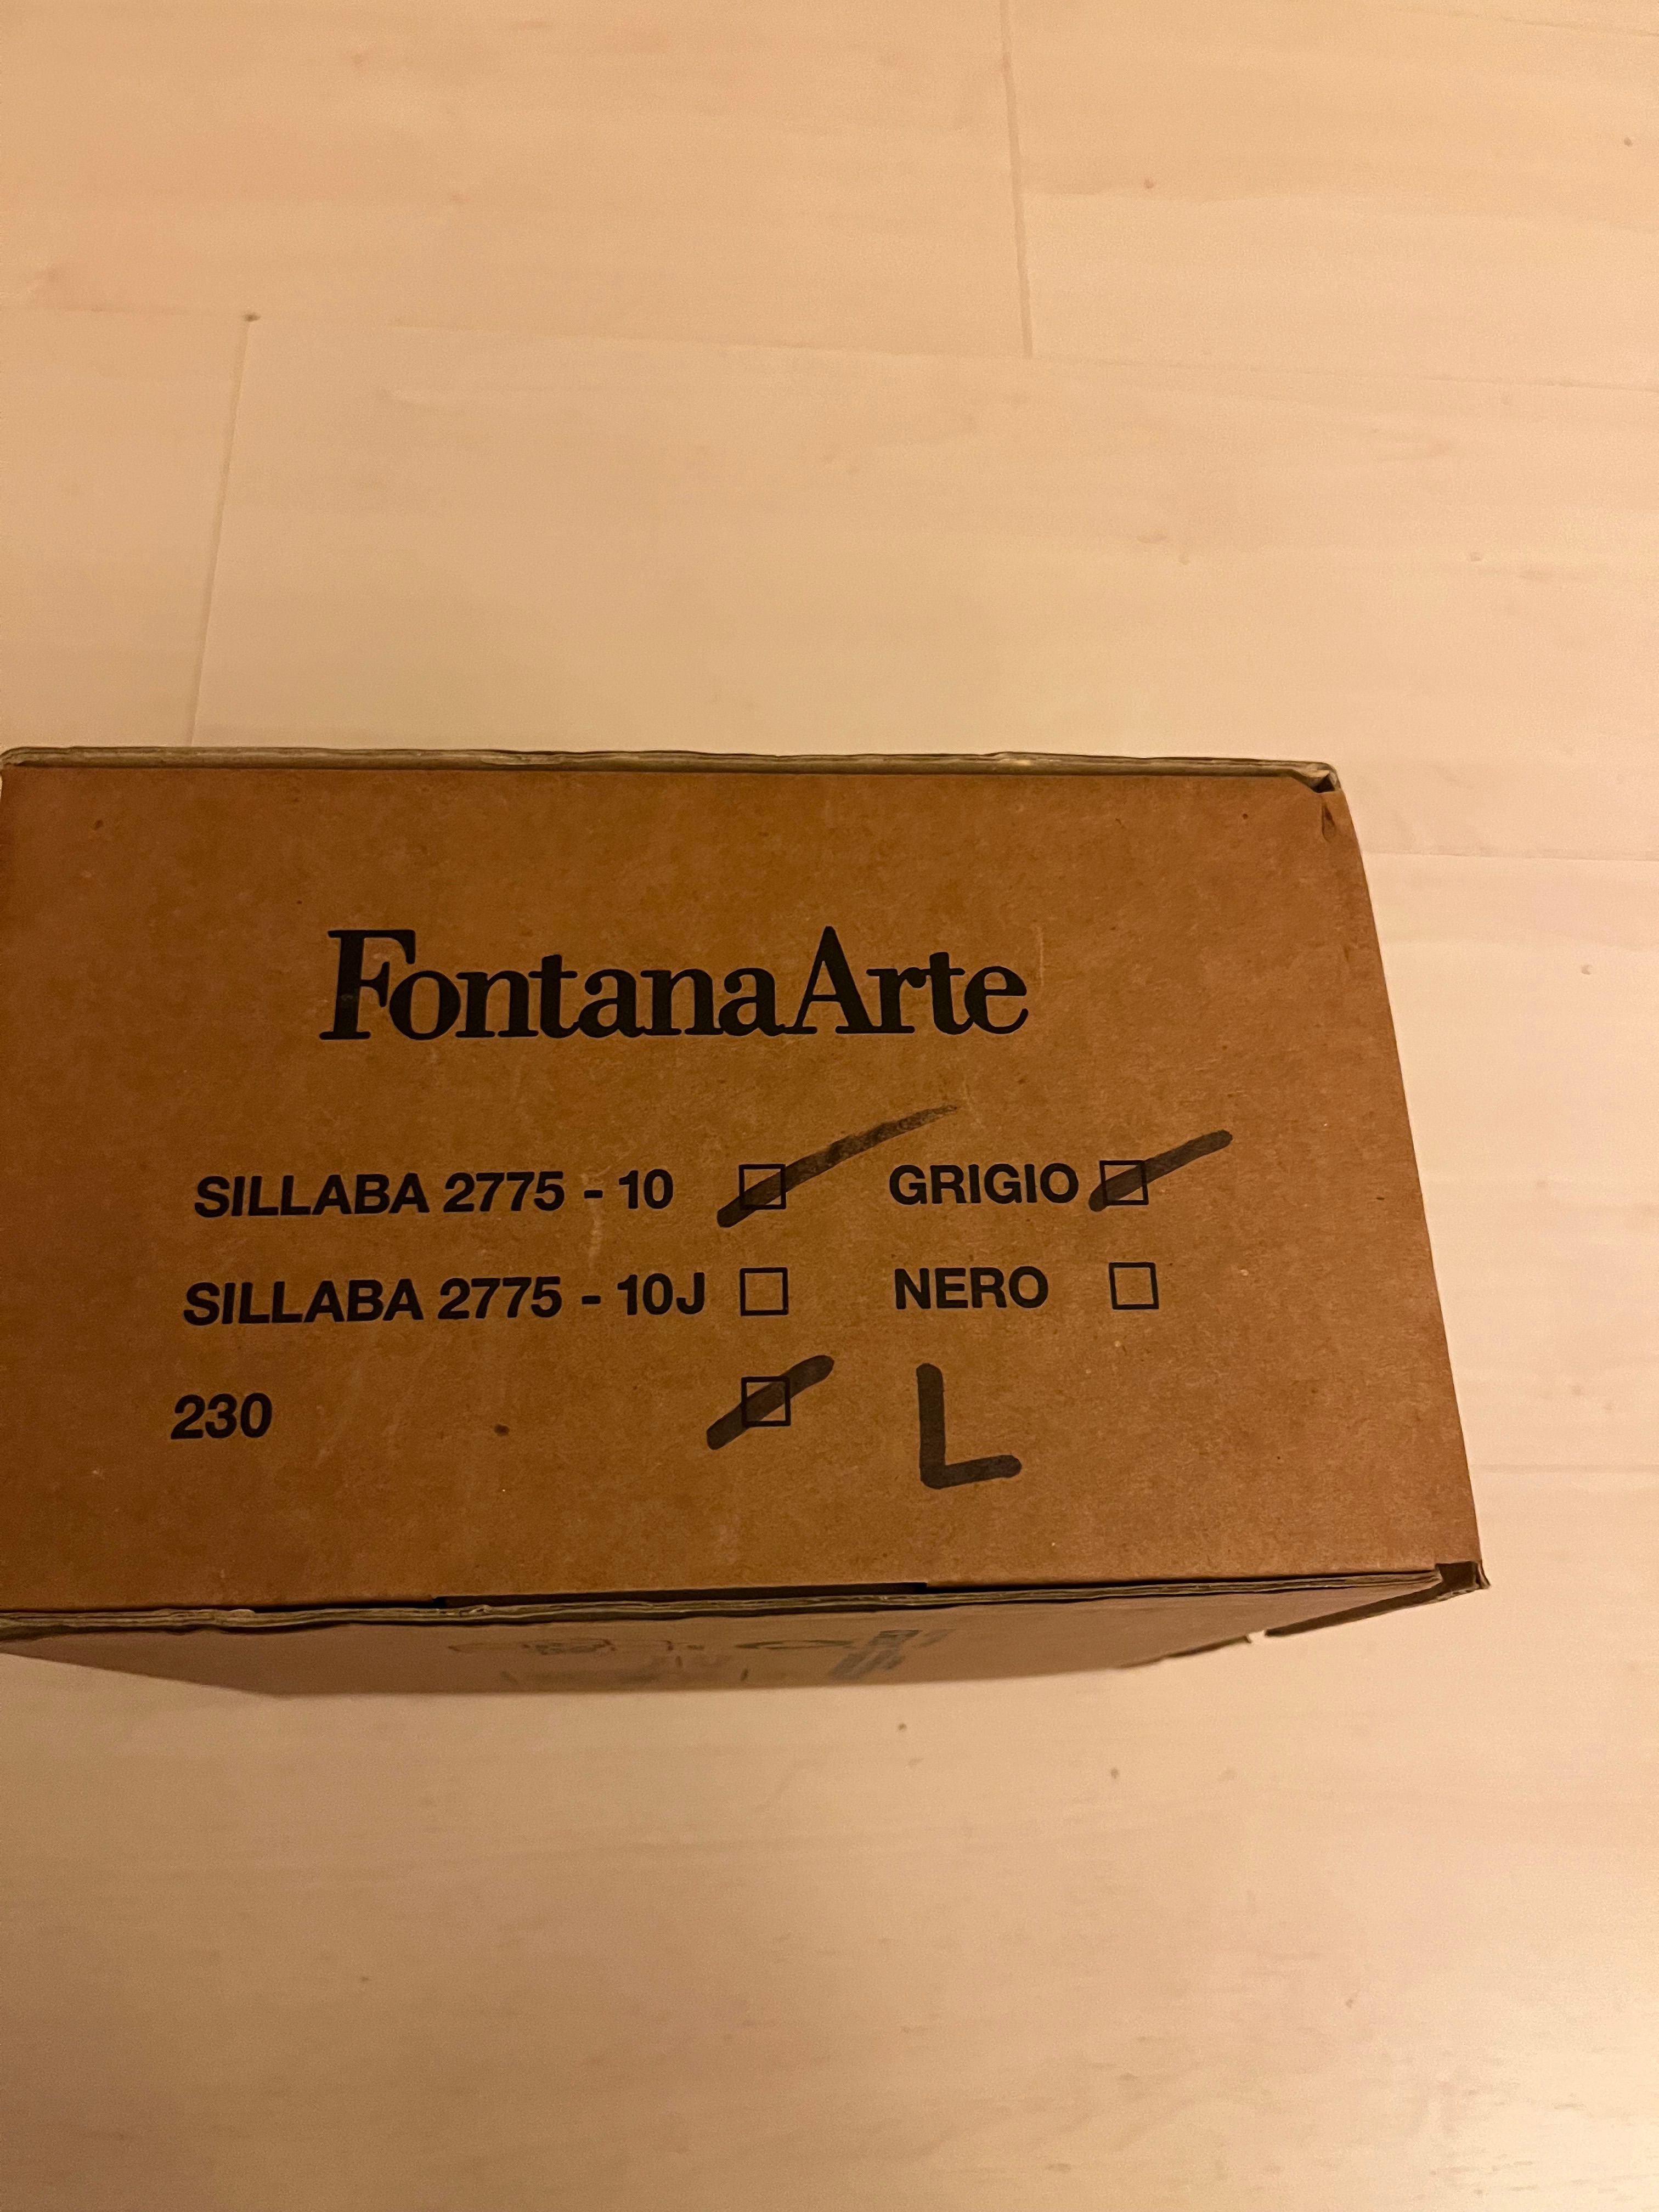 FontanaArte
SILLABA 2775 - 10 GRIGIO
SILLABA 2775 - 10J NERO
230 L